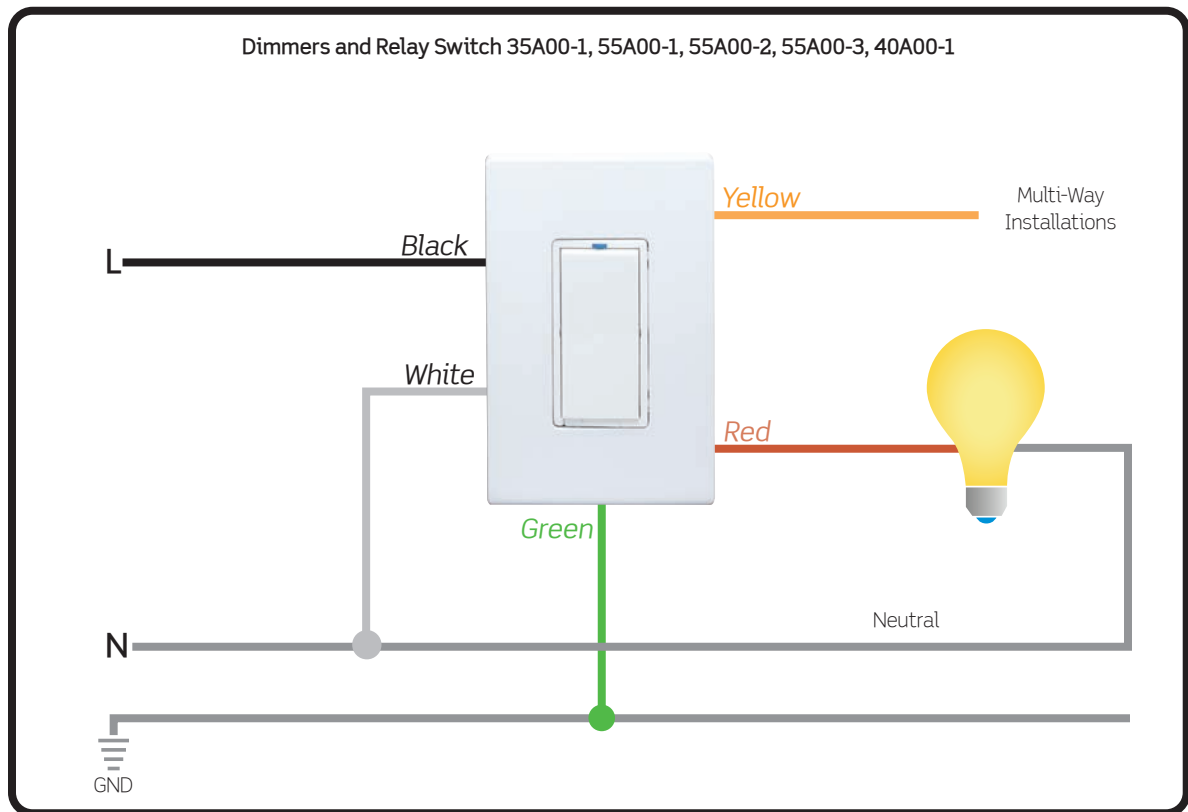 Dimmers and Relay Switch 35A00-1, 55A00-1, 55A00-2, 55A00-3, 40A00-1
Yellow
Multi-Way
Installations
Black
L
White
Red
Green
Neutral
N
GND